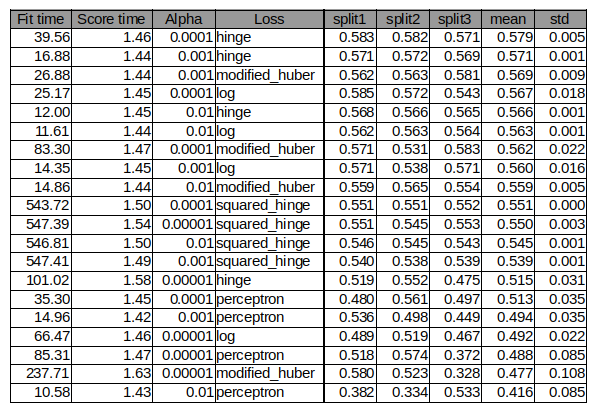 Fit time Score time Alpha Loss split1 split2 split3 mean std
39.56 1.46 0.0001 hinge 0.583 0.582 0.571 0.579 0.005
16.88 1.44 0.001 hinge 0.571 0.572 0.569 0.571 0.001
26.88 1.44 0.001 modified_huber 0.562 0.563 0.581 0.569 0.009
25.17 1.45 0.0001 log 0.585 0.572 0.543 0.567 0.018
12.00 1.45 0.01 hinge 0.568 0.566 0.565 0.566 0.001
11.61 1.44 0.01 log 0.562 0.563 0.564 0.563 0.001
83.30 1.47 0.0001 modified_huber 0.571 0.531 0.583 0.562 0.022
14.35 1.45 0.001 log 0.571 0.538 0.571 0.560 0.016
14.86 1.44 0.01 modified_huber 0.559 0.565 0.554 0.559 0.005
543.72 1.50 0.0001 squared_hinge 0.551 0.551 0.552 0.551 0.000
547.39 1.54 0.00001 squared_hinge 0.551 0.545 0.553 0.550 0.003
546.81 1.50 0.01 squared_hinge 0.546 0.545 0.543 0.545 0.001
547.41 1.49 0.001 squared_hinge 0.540 0.538 0.539 0.539 0.001
101.02 1.58 0.00001 hinge 0.519 0.552 0.475 0.515 0.031
35.30 1.45 0.0001 perceptron 0.480 0.561 0.497 0.513 0.035
14.96 1.42 0.001 perceptron 0.536 0.498 0.449 0.494 0.035
66.47 1.46 0.00001 log 0.489 0.519 0.467 0.492 0.022
85.31 1.47 0.00001 perceptron 0.518 0.574 0.372 0.488 0.085
237.71 1.63 0.00001 modified_huber 0.580 0.523 0.328 0.477 0.108
10.58 1.43 0.01 perceptron 0.382 0.334 0.533 0.416 0.085